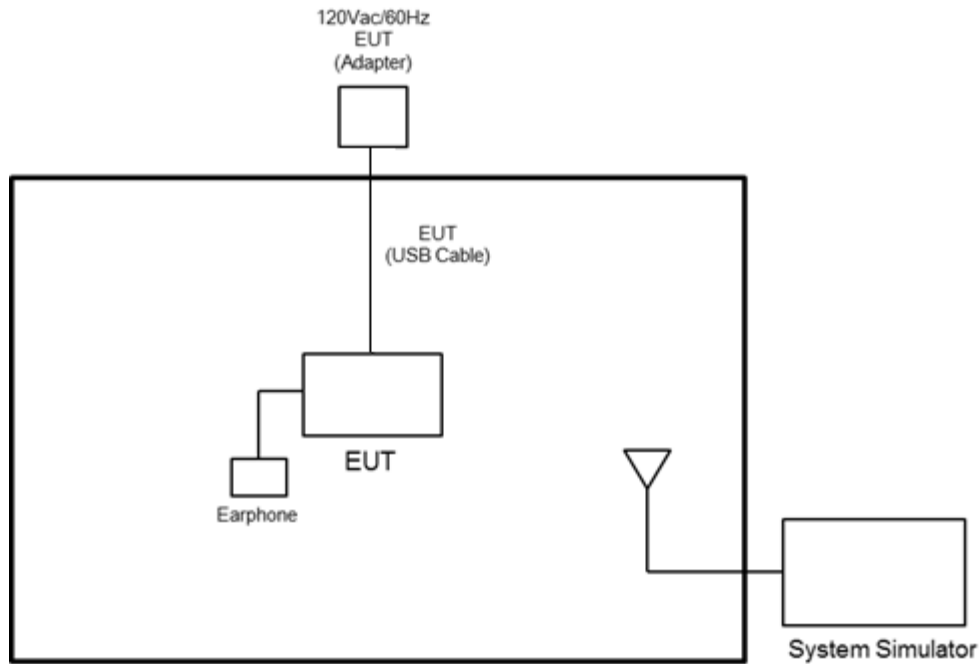 120Vac/60Hz
EUT
(Adapter)
EUT
(USB Cable)
EUT
Earphone
System Simulator